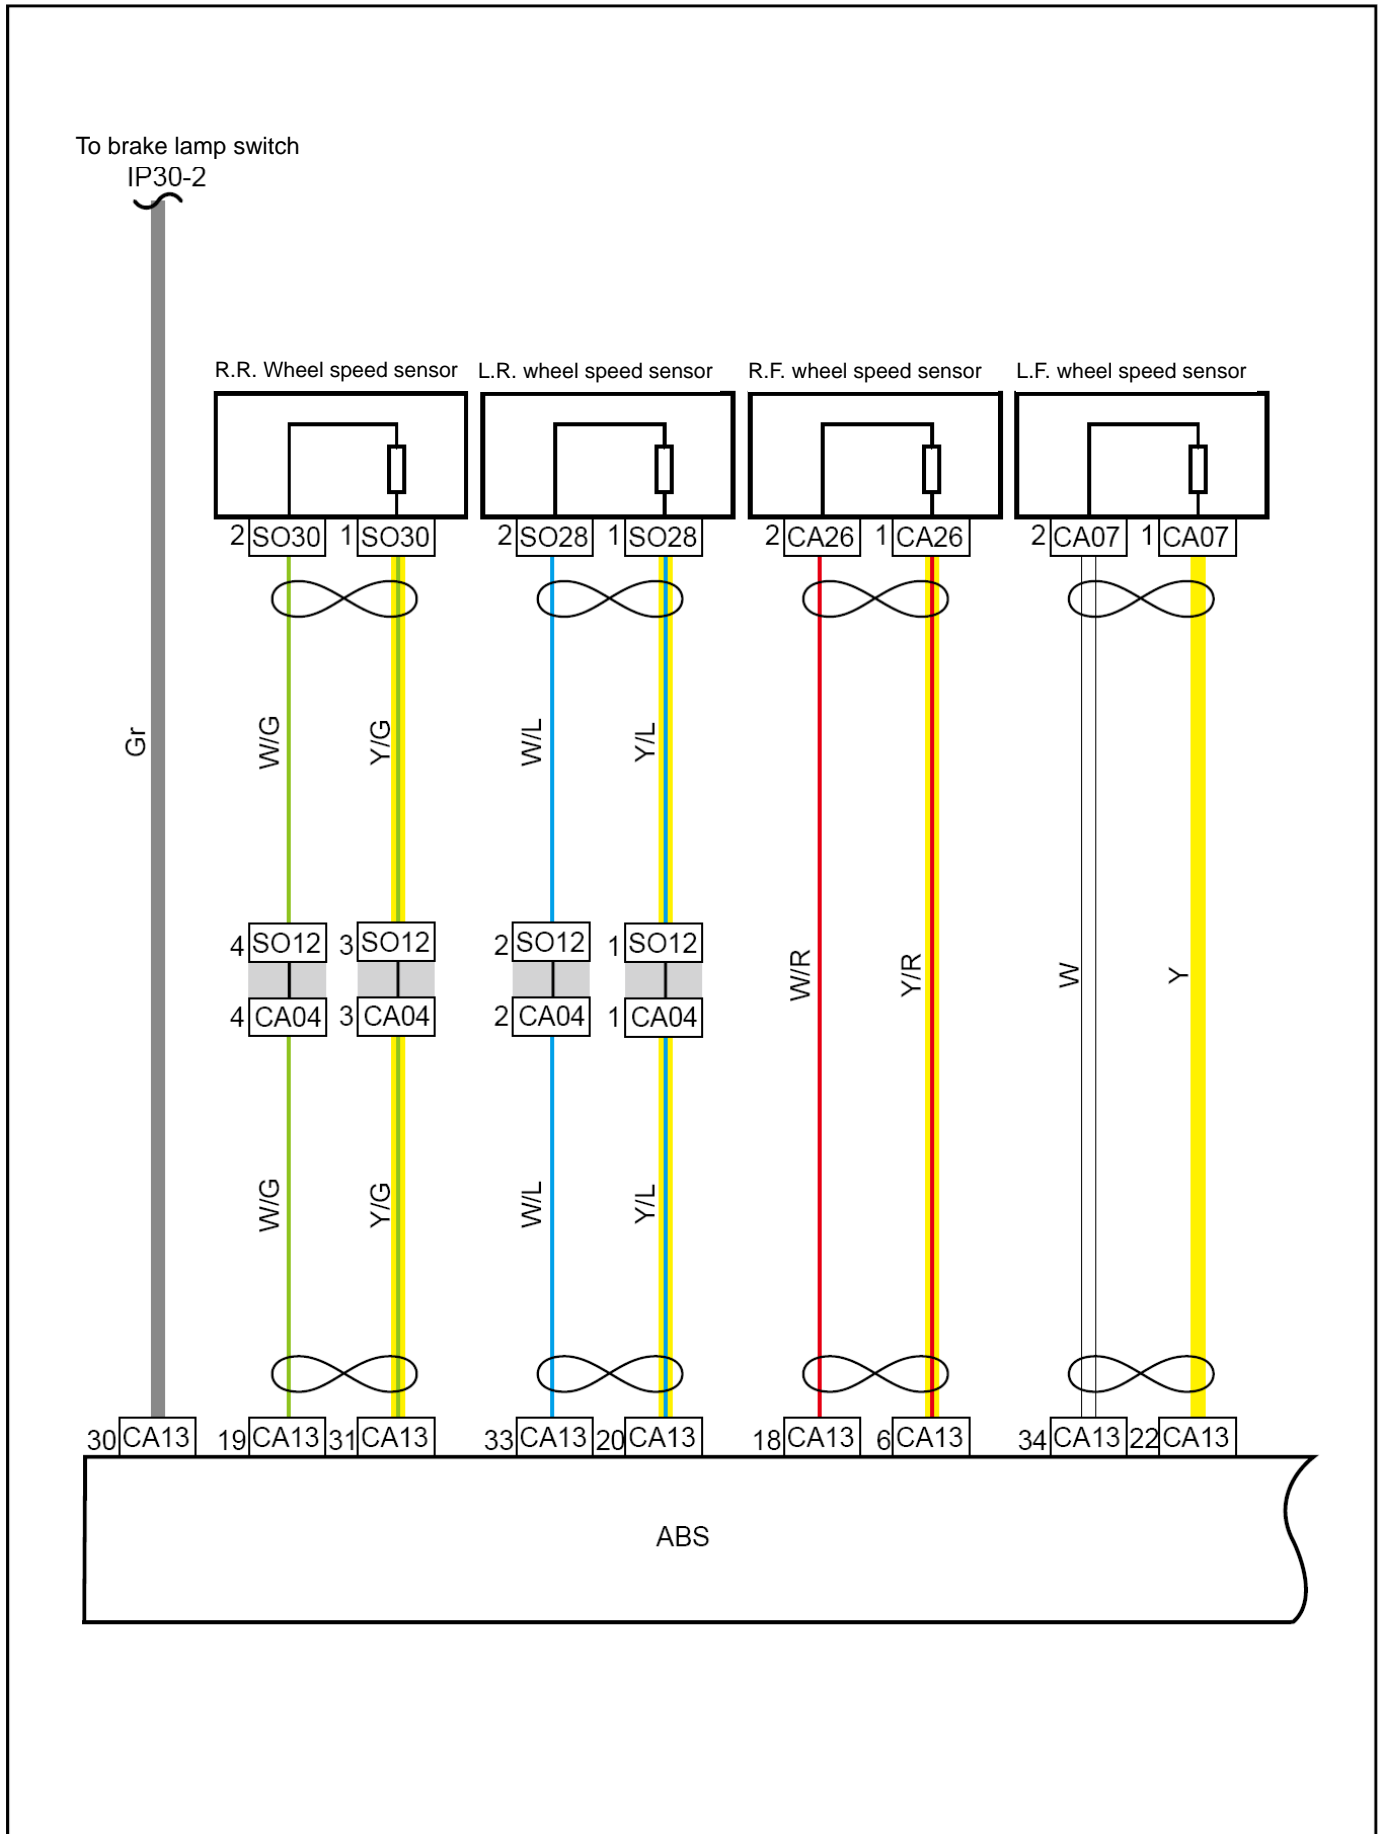 To brake lamp switch
IP30-2
R.R. Wheel speed sensor L.R. wheel speed sensor R.F. wheel speed sensor L.F. wheel speed sensor
2 SO30 1 SO30 2 SO28 1 SO28 2 CA26 1 CA26 2 CA07 1 CA07
Gr W/G Y/G W/L Y/L
4 SO12 3 SO12 2 SO12 1 SO12
W/R Y/R W Y
4 CA04 3 CA04 2 CA04 1 CA04
W/G Y/G W/L Y/L
30 CA13 19 CA13 31 CA13 33 CA13 20 CA13 18 CA13 6 CA13 34 CA13 22 CA13
ABS